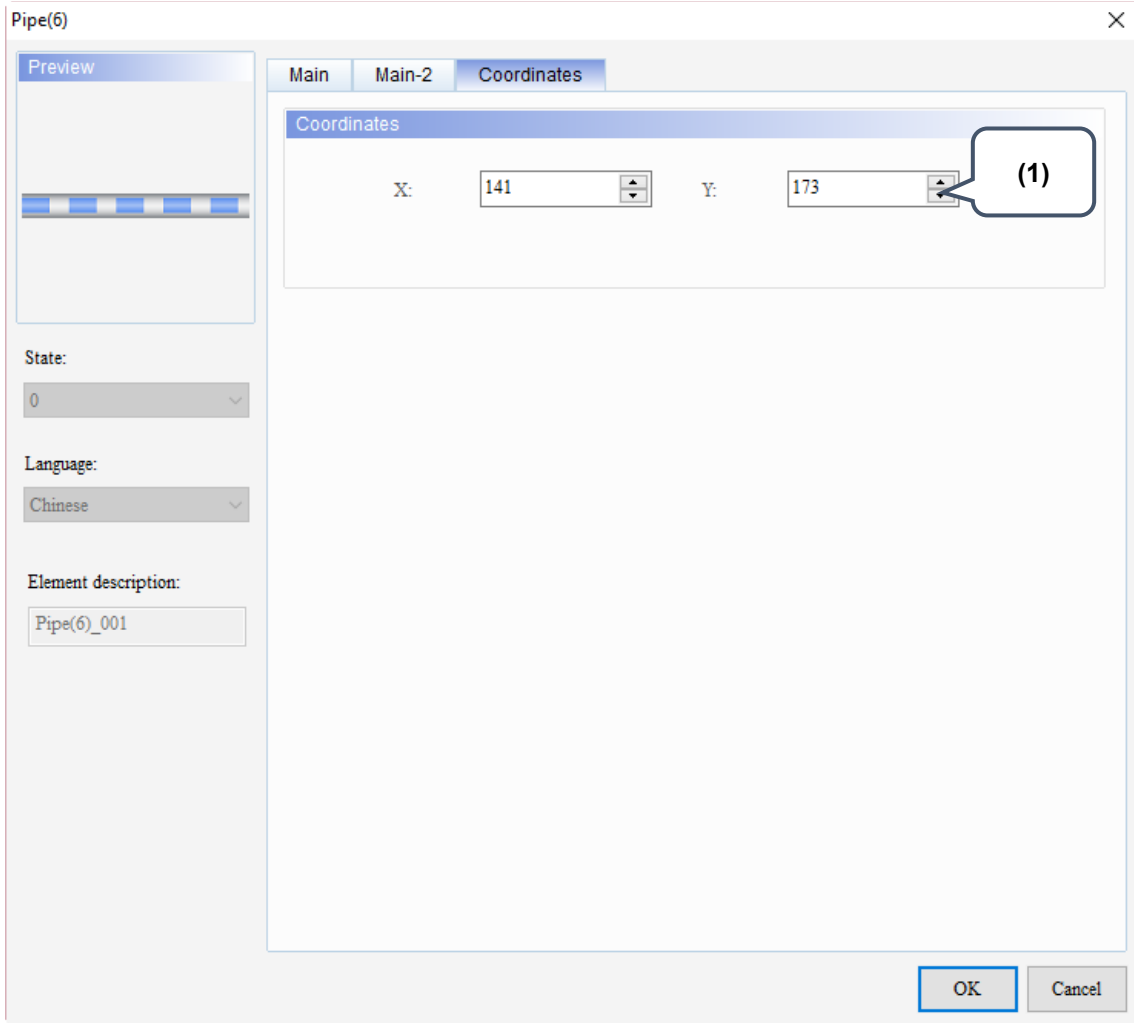 Pipe(6)
Preview
Main Main-2 Coordinates
Coordinates
X: 141 Y: 173
(1)
State:
0
Language:
Chinese
Element description:
Pipe(6)_001
OK Cancel